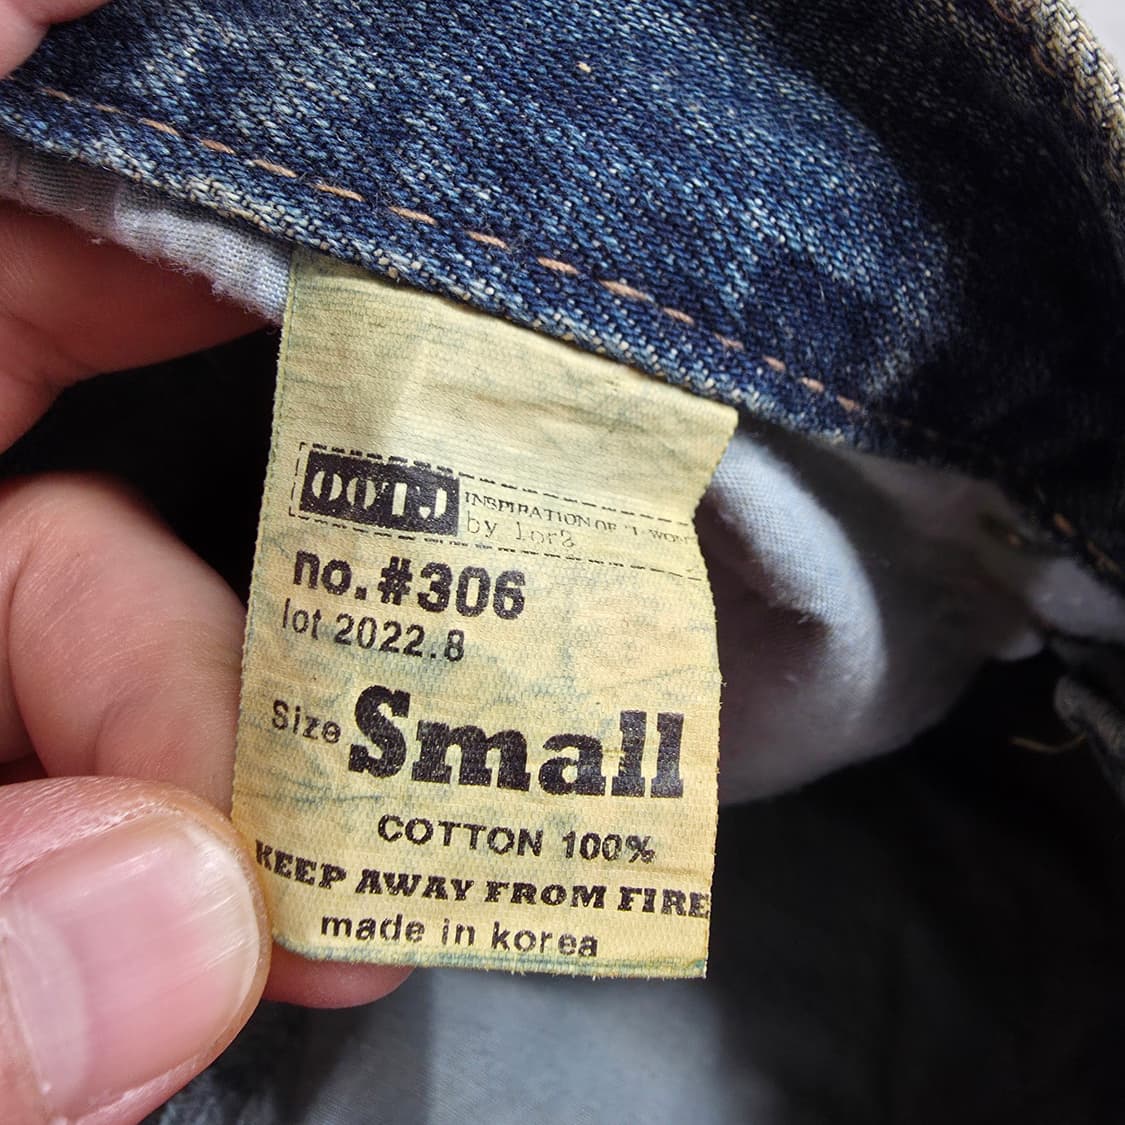 OOTJ INSPIRATION OF
by
no.#306
lot 2022.8
Size Small
COTTON 100%
KEEP AWAY FROM FIRE
made in korea